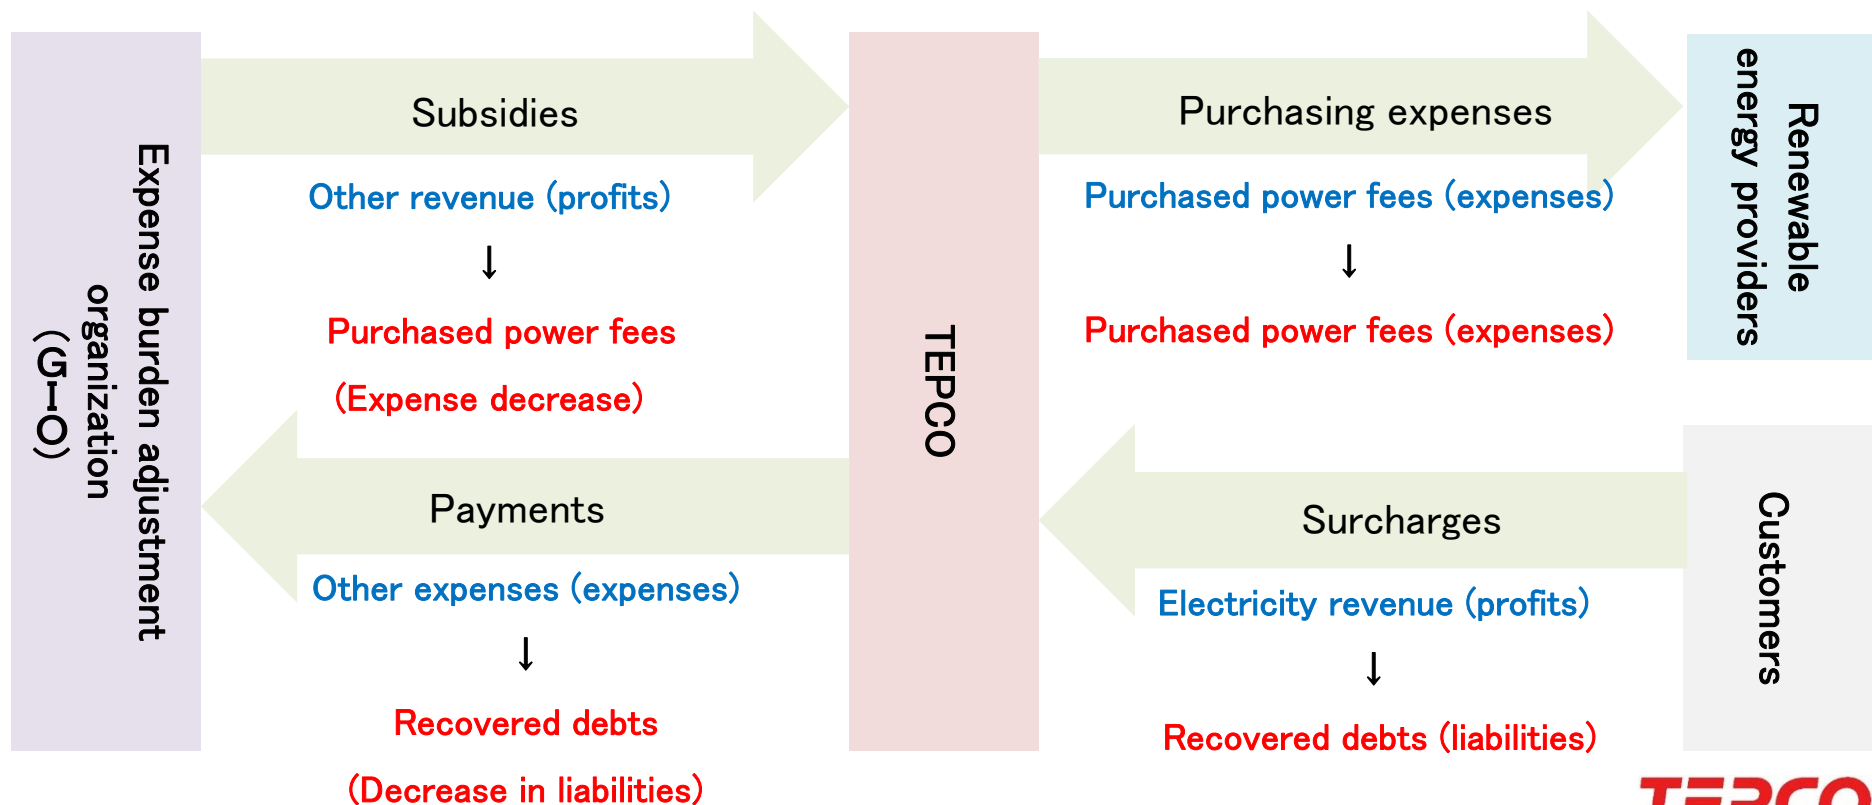 Expense burden adjustment
organization
(GIO)
Subsidies
Other revenue (profits)
↓
Purchased power fees
(Expense decrease)
Payments
Other expenses (expenses)
↓
Recovered debts
(Decrease in liabilities)
TEPCO
Purchasing expenses
Purchased power fees (expenses)
↓
Purchased power fees (expenses)
Surcharges
Electricity revenue (profits)
↓
Recovered debts (liabilities)
Renewable
energy providers
Customers
TEPCO